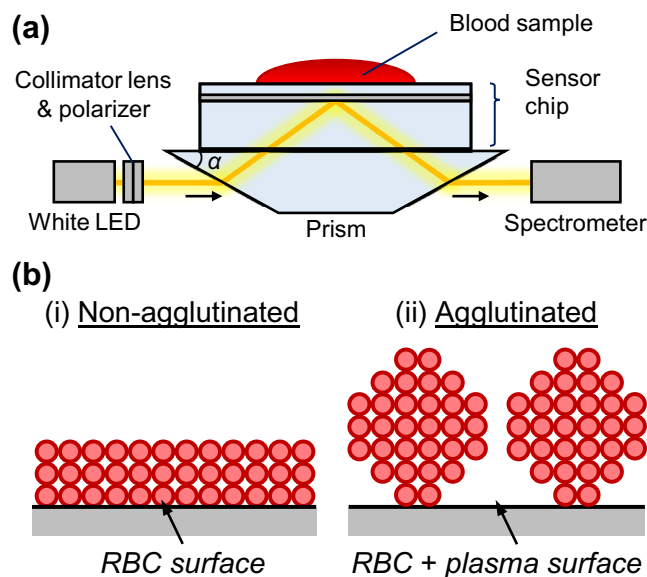 (a)
Blood sample
Collimator lens
& polarizer
Sensor
chip
α
White LED
Prism
Spectrometer
(b)
(i) Non-agglutinated
(ii) Agglutinated
RBC surface
RBC + plasma surface